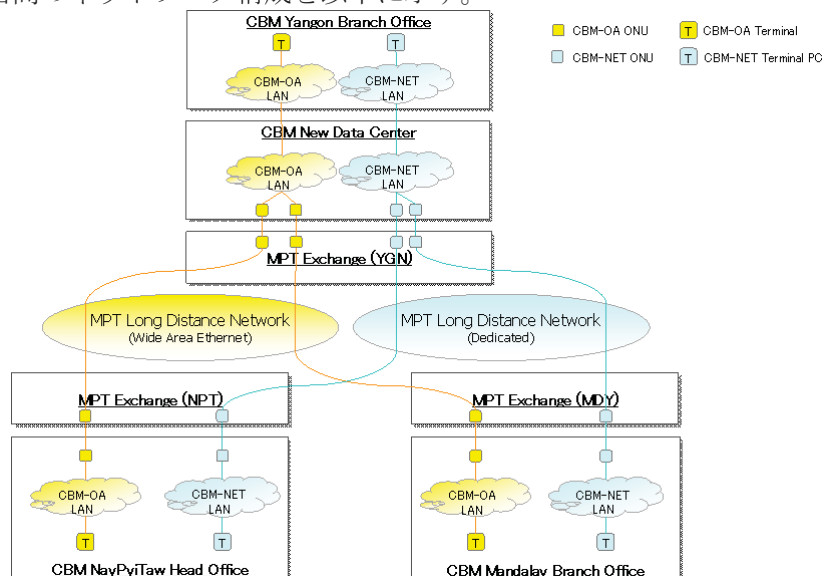 CBM Yangon Branch Office
T
T
CBM-OA
LAN
CBM-NET
LAN
CBM-OA ONU
CBM-NET ONU
T CBM-OA Terminal
T CBM-NET Terminal PC
CBM New Data Center
CBM-OA
LAN
CBM-NET
LAN
MPT Exchange (YGN)
MPT Long Distance Network
(Wide Area Ethernet)
MPT Long Distance Network
(Dedicated)
MPT Exchange (NPT)
MPT Exchange (MDY)
CBM-OA
LAN
CBM-NET
LAN
T
T
CBM NayPyiTaw Head Office
CBM-OA
LAN
CBM-NET
LAN
T
T
CBM Mandalay Branch Office